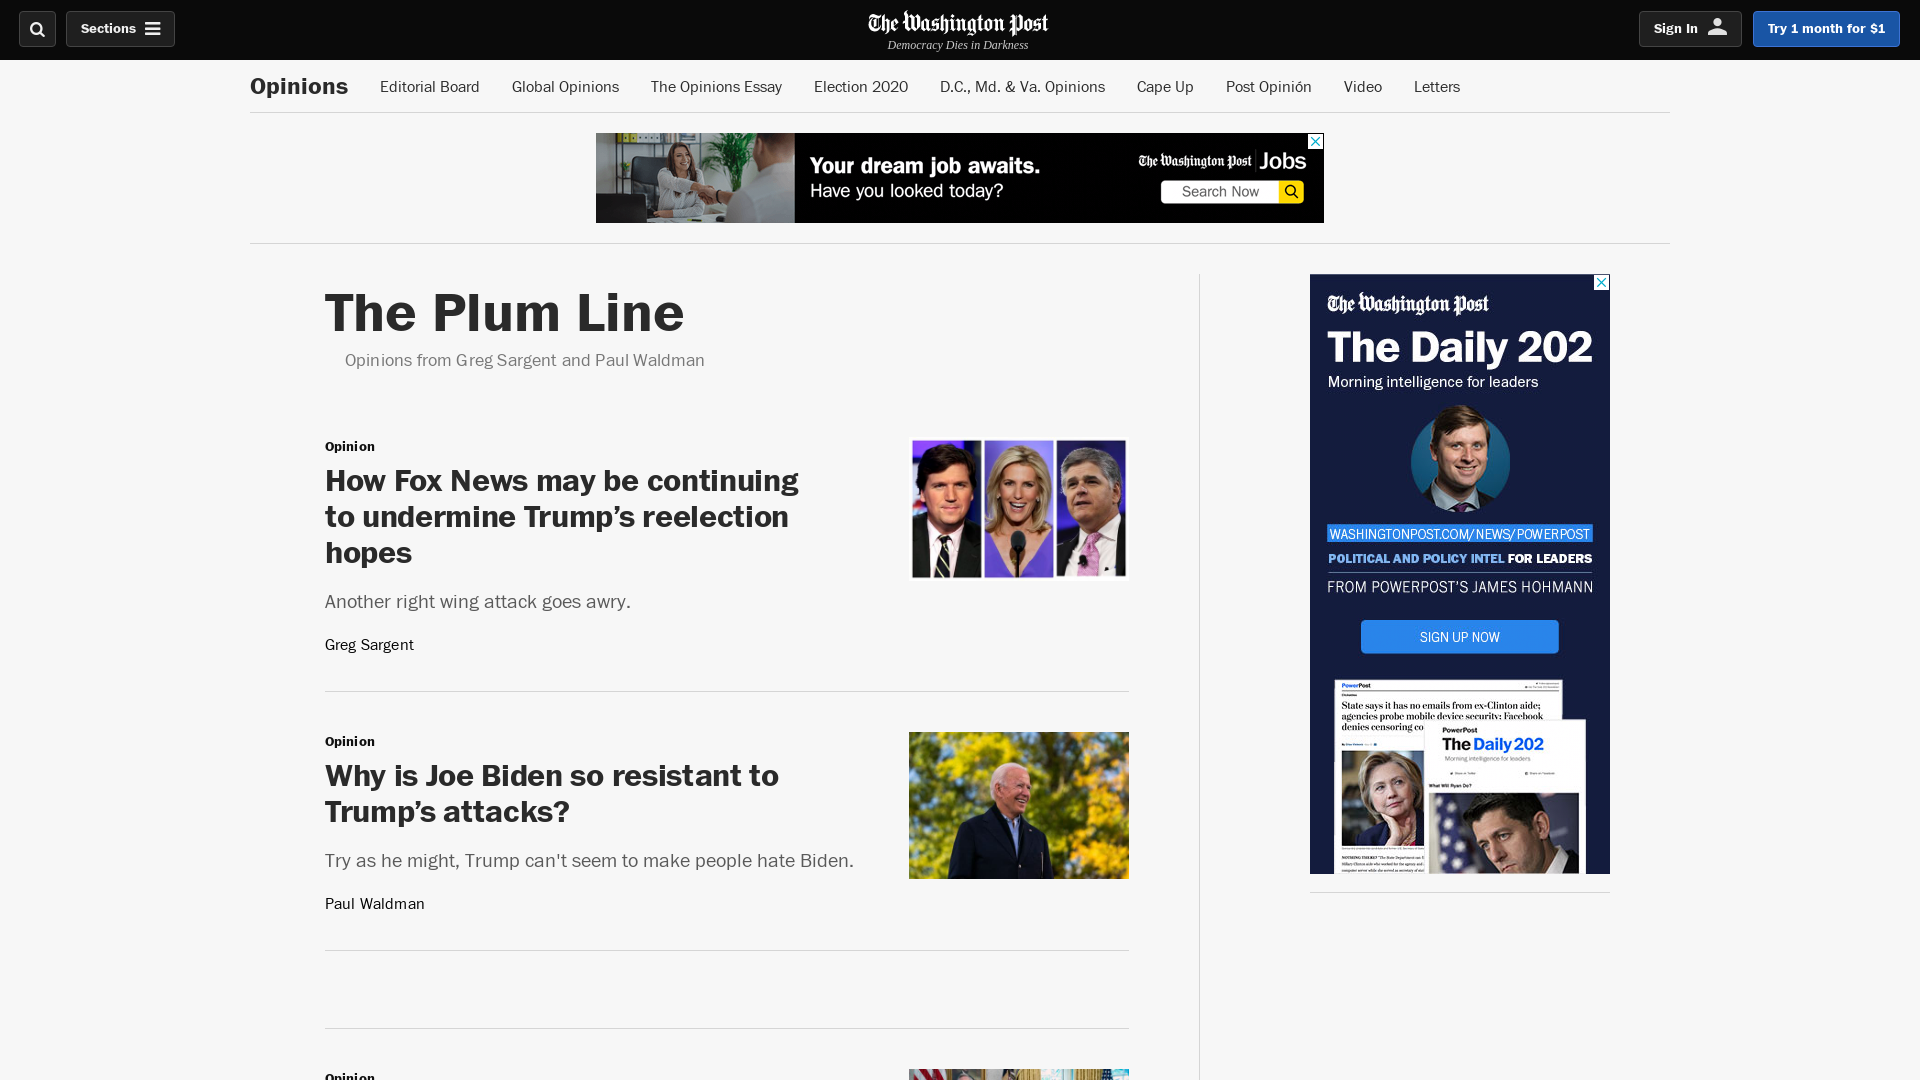 Sections
The Washington Post
Democracy Dies in Darkness
Sign In
Try 1 month for $1
Opinions
Editorial Board
Global Opinions
The Opinions Essay
Election 2020
D.C., Md. & Va. Opinions
Cape Up
Post Opinión
Video
Letters
Your dream job awaits.
Have you looked today?
The Washington Post Jobs
Search Now
The Plum Line
Opinions from Greg Sargent and Paul Waldman
Opinion
How Fox News may be continuing
to undermine Trump’s reelection
hopes
Another right wing attack goes awry.
Greg Sargent
Opinion
Why is Joe Biden so resistant to
Trump’s attacks?
Try as he might, Trump can't seem to make people hate Biden.
Paul Waldman
Opinion
The Washington Post
The Daily 202
Morning intelligence for leaders
WASHINGTONPOST.COM/NEWS/POWERPOST
POLITICAL AND POLICY INTEL FOR LEADERS
FROM POWERPOST’S JAMES HOHMANN
SIGN UP NOW
PowerPost
State says it has no emails from ex-Clinton aide;
agencies probe mobile device security; Facebook
denies censoring co
PowerPost
The Daily 202
Morning intelligence for leaders
What Will Ryan Do?